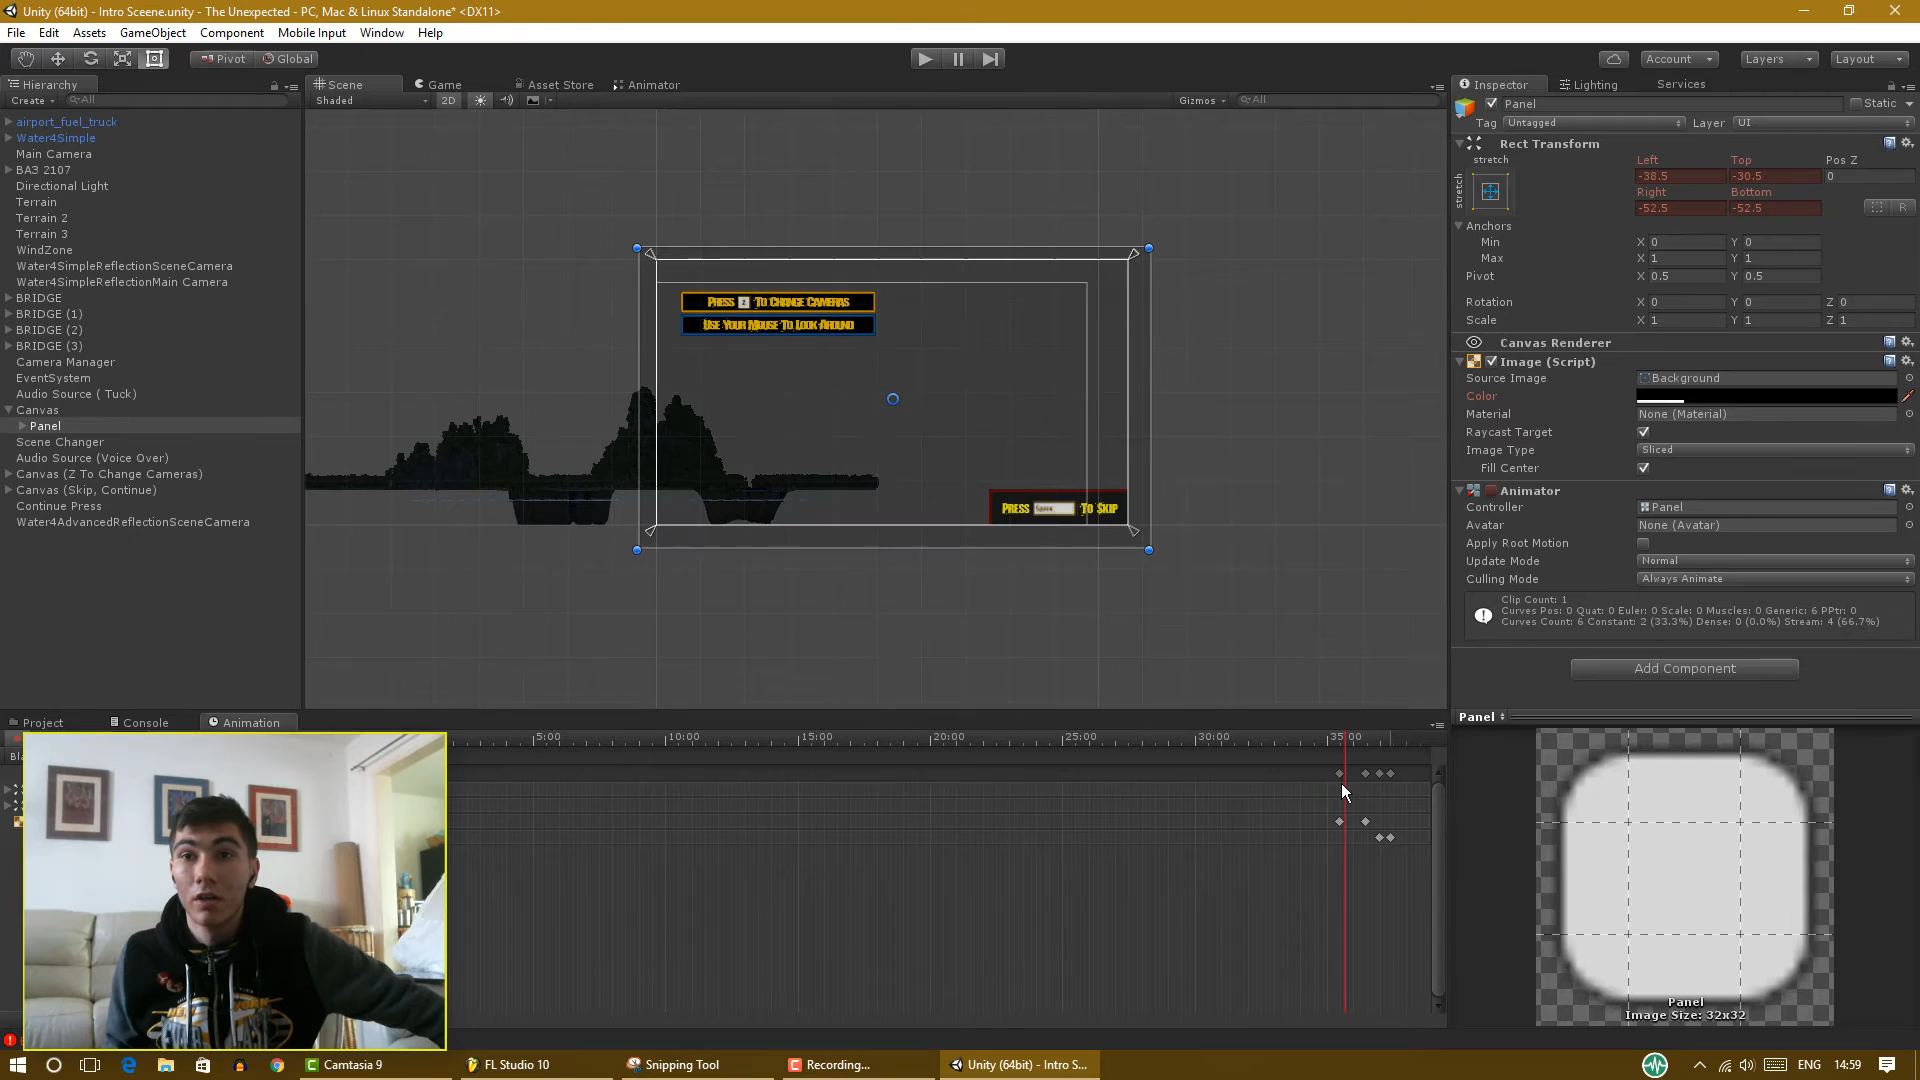 Unity (64bit) - Intro Sceene.unity - The Unexpected - PC, Mac & Linux Standalone* <DX11>
File Edit Assets GameObject Component Mobile Input Window Help
Pivot Global Account Layers Layout
Hierarchy Scene Game Asset Store Animator Inspector Lighting Services
Create All Shaded 2D Gizmos All
Panel Static
Tag Untagged Layer UI
airport_fuel_truck
Water4Simple
Main Camera
ВАЗ 2107
Directional Light
Terrain
Terrain 2
Terrain 3
WindZone
Water4SimpleReflectionSceneCamera
Water4SimpleReflectionMain Camera
BRIDGE
BRIDGE (1)
BRIDGE (2)
BRIDGE (3)
Camera Manager
EventSystem
Audio Source ( Tuck)
Canvas
Panel
Scene Changer
Audio Source (Voice Over)
Canvas (Z To Change Cameras)
Canvas (Skip, Continue)
Continue Press
Water4AdvancedReflectionSceneCamera
Press Z To Change Cameras
Use Your Mouse To Look Around
Press Space To Skip
Rect Transform
stretch Left Top Pos Z
stretch -38.5 -30.5 0
Right Bottom
-52.5 -52.5 R
Anchors
Min X 0 Y 0
Max X 1 Y 1
Pivot X 0.5 Y 0.5
Rotation X 0 Y 0 Z 0
Scale X 1 Y 1 Z 1
Canvas Renderer
Image (Script)
Source Image Background
Color
Material None (Material)
Raycast Target
Image Type Sliced
Fill Center
Animator
Controller Panel
Avatar None (Avatar)
Apply Root Motion
Update Mode Normal
Culling Mode Always Animate
Clip Count: 1
Curves Pos: 0 Quat: 0 Euler: 0 Scale: 0 Muscles: 0 Generic: 6 PPtr: 0
Curves Count: 6 Constant: 2 (33.3%) Dense: 0 (0.0%) Stream: 4 (66.7%)
Add Component
Panel
Project Console Animation
5:00 10:00 15:00 20:00 25:00 30:00 35:00
Bla
Panel
Image Size: 32x32
Camtasia 9 FL Studio 10 Snipping Tool Recording... Unity (64bit) - Intro S... ENG 14:59